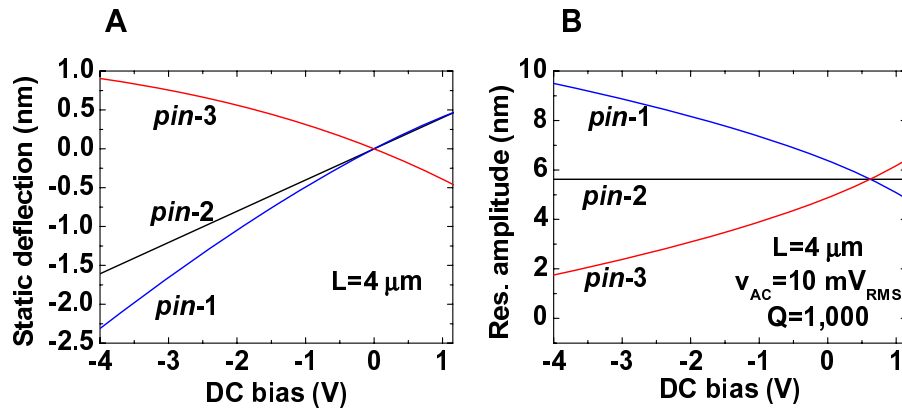 A
Static deflection (nm)
1.0
0.5
0.0
-0.5
-1.0
-1.5
-2.0
-2.5
pin-3
pin-2
pin-1
L=4 μm
-4 -3 -2 -1 0 1
DC bias (V)
B
Res. amplitude (nm)
10
8
6
4
2
0
pin-1
pin-2
pin-3
L=4 μm
vAC=10 mVRMS
Q=1,000
-4 -3 -2 -1 0 1
DC bias (V)